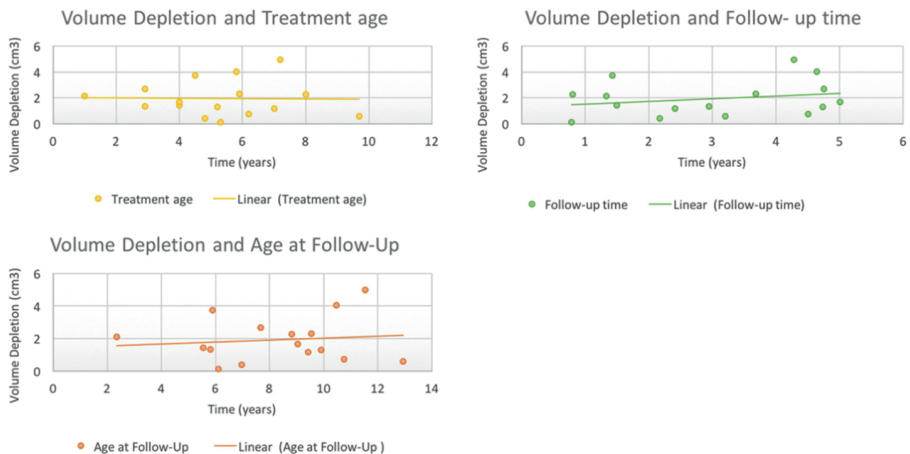 Volume Depletion and Treatment age
Volume Depletion (cm3)
6
4
2
0
0 2 4 6 8 10 12
Time (years)
Treatment age Linear (Treatment age)
Volume Depletion and Follow- up time
Volume Depletion (cm3)
6
4
2
0
0 1 2 3 4 5 6
Time (years)
Follow-up time Linear (Follow-up time)
Volume Depletion and Age at Follow-Up
Volume Depletion (cm3)
6
4
2
0
0 2 4 6 8 10 12 14
Time (years)
Age at Follow-Up Linear (Age at Follow-Up )